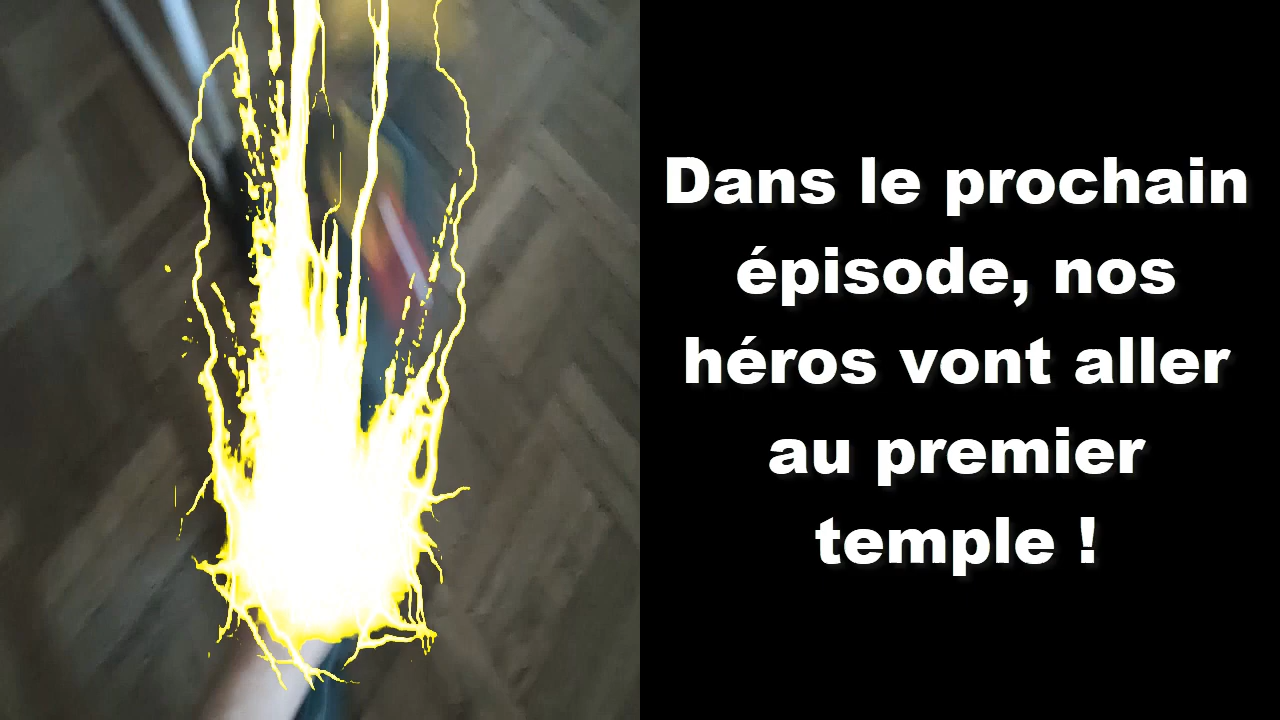 Dans le prochain
épisode, nos
héros vont aller
au premier
temple !